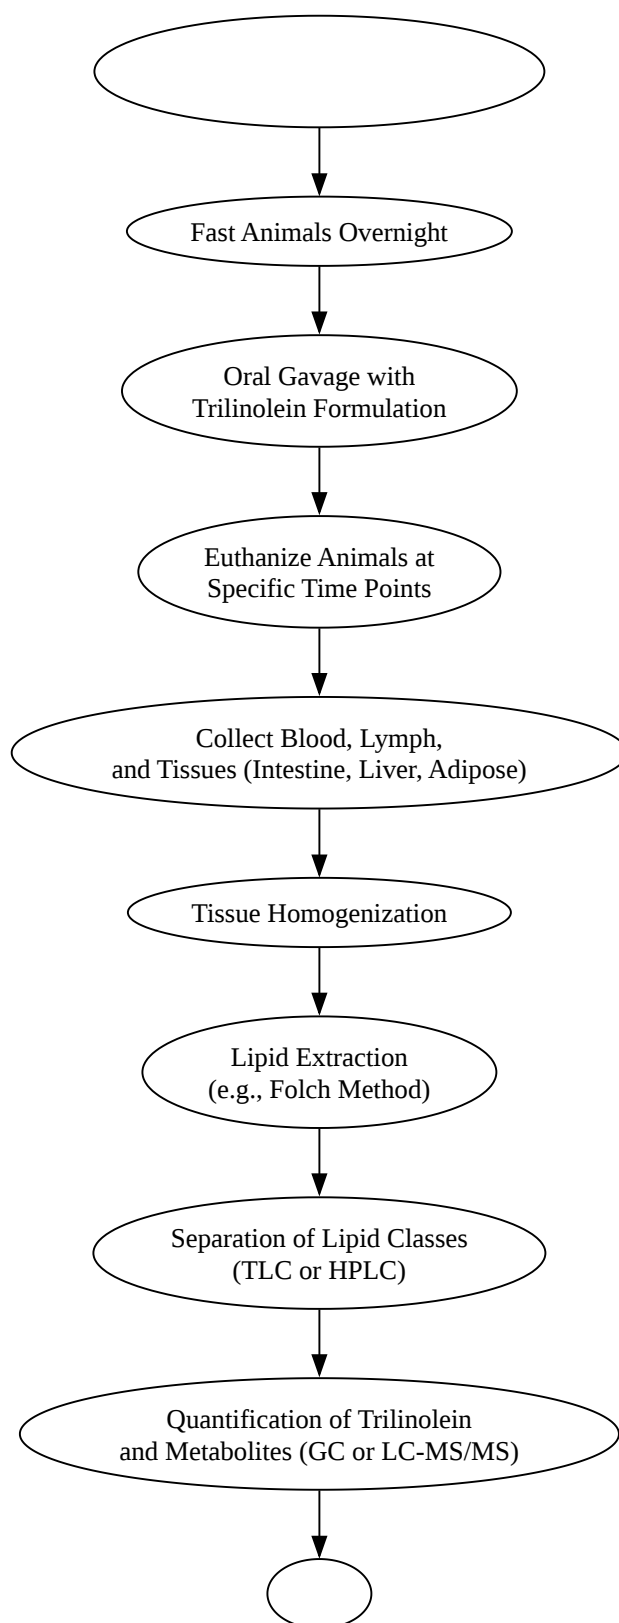 Fast Animals Overnight
Oral Gavage with
Trilinolein Formulation
Euthanize Animals at
Specific Time Points
Collect Blood, Lymph,
and Tissues (Intestine, Liver, Adipose)
Tissue Homogenization
Lipid Extraction
(e.g., Folch Method)
Separation of Lipid Classes
(TLC or HPLC)
Quantification of Trilinolein
and Metabolites (GC or LC-MS/MS)